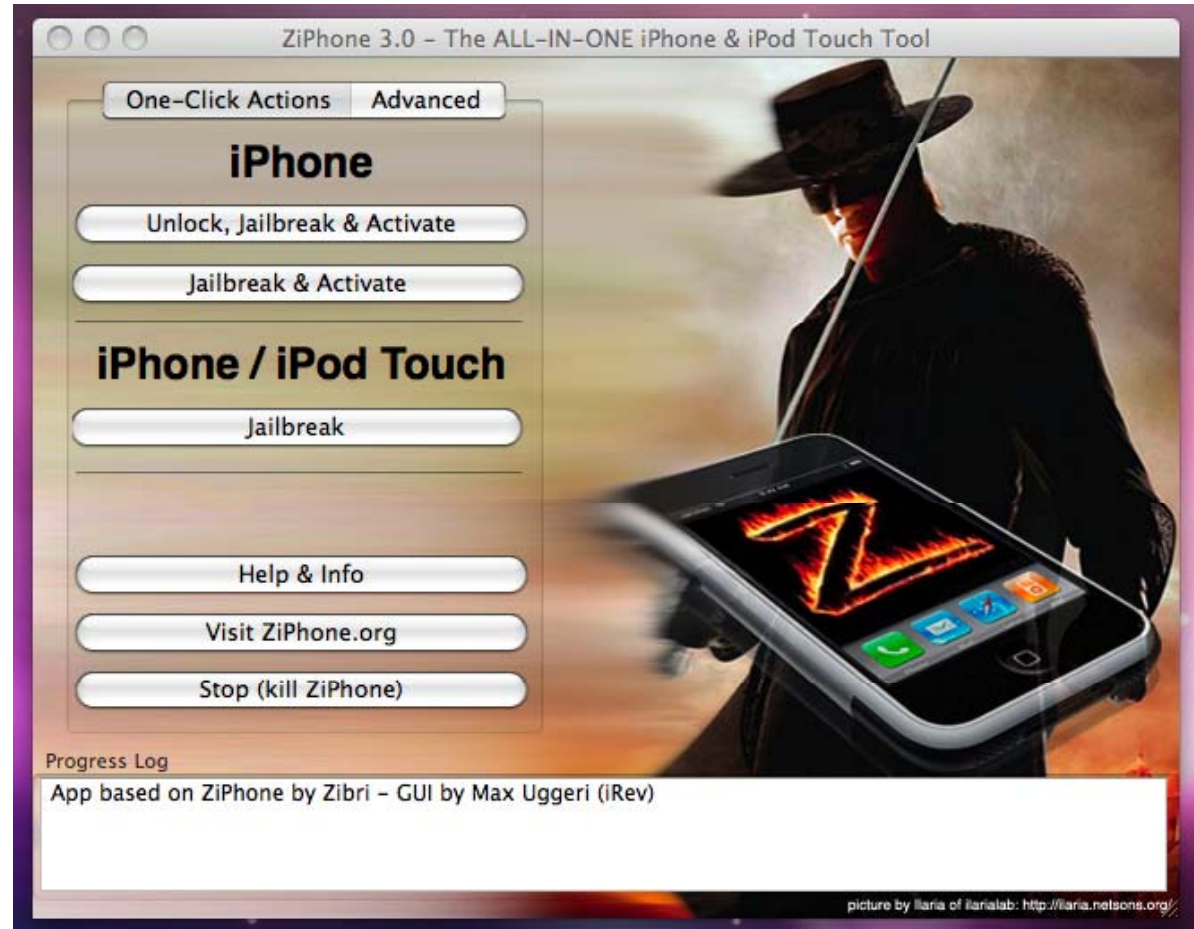 ZiPhone 3.0 – The ALL–IN–ONE iPhone & iPod Touch Tool
One–Click Actions Advanced
iPhone
Unlock, Jailbreak & Activate
Jailbreak & Activate
iPhone / iPod Touch
Jailbreak
Z
Help & Info
Visit ZiPhone.org
Stop (kill ZiPhone)
Progress Log
App based on ZiPhone by Zibri – GUI by Max Uggeri (iRev)
picture by Ilaria of ilarialab: http://ilaria.netsons.org/